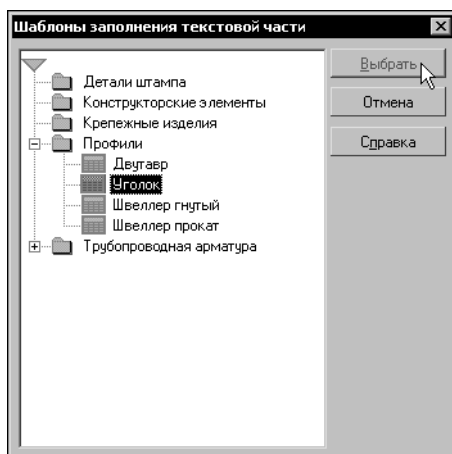 Шаблоны заполнения текстовой части
Выбрать
Отмена
Справка
Детали штампа
Конструкторские элементы
Крепежные изделия
Профили
Двутавр
Уголок
Швеллер гнутый
Швеллер прокат
Трубопроводная арматура